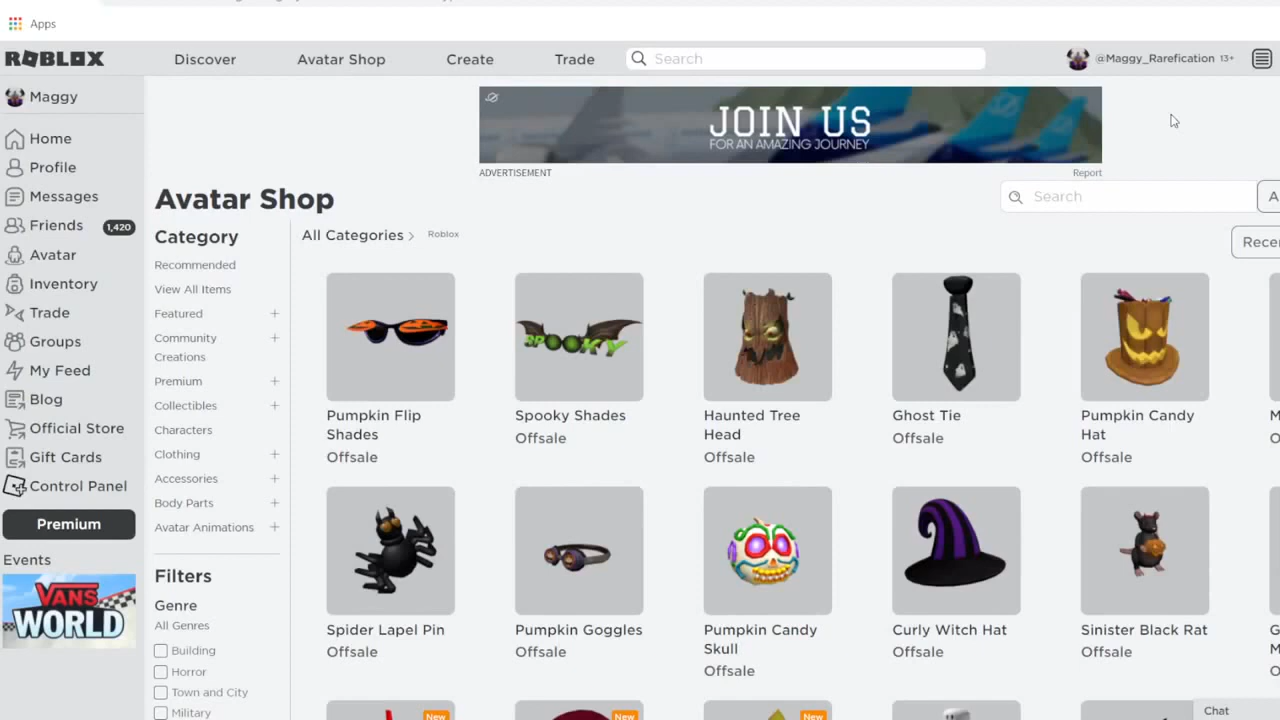 Apps
ROBLOX
Discover
Avatar Shop
Create
Trade
Search
@Maggy_Rarefication 13+
Maggy
Home
Profile
Messages
Friends
1,420
Avatar
Inventory
Trade
Groups
My Feed
Blog
Official Store
Gift Cards
Control Panel
Premium
Events
VANS
WORLD
JOIN US
FOR AN AMAZING JOURNEY
ADVERTISEMENT
Report
Avatar Shop
Search
A
Category
Recommended
View All Items
Featured +
Community +
Creations
Premium +
Collectibles +
Characters
Clothing +
Accessories +
Body Parts +
Avatar Animations +
Filters
Genre
All Genres
Building
Horror
Town and City
Military
All Categories >
Roblox
Recen
SPOOKY
Pumpkin Flip
Shades
Offsale
Spooky Shades
Offsale
Haunted Tree
Head
Offsale
Ghost Tie
Offsale
Pumpkin Candy
Hat
Offsale
M
O
Spider Lapel Pin
Offsale
Pumpkin Goggles
Offsale
Pumpkin Candy
Skull
Offsale
Curly Witch Hat
Offsale
Sinister Black Rat
Offsale
G
M
O
New
New
New
Chat